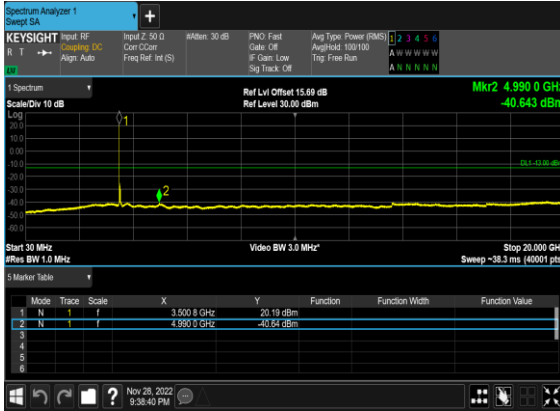 Spectrum Analyzer 1
Swept SA
+
KEYSIGHT Input: RF Input Z: 50 Ω #Atten: 30 dB PNO: Fast Avg Type: Power (RMS) 1 2 3 4 5 6
R T Coupling: DC Corr CCorr Gate: Off Avg|Hold: 100/100 A W W W W W
Align: Auto Freq Ref: Int (S) IF Gain: Low Trig: Free Run
Sig Track: Off A N N N N N
1 Spectrum
Ref Lvl Offset 15.69 dB Mkr2 4.990 0 GHz
Scale/Div 10 dB Ref Level 30.00 dBm -40.643 dBm
Log
20.0
10.0
0.00
-10.0
-20.0
-30.0
-40.0
-50.0
-60.0
1
2
DL1 -13.00 dBm
Start 30 MHz Video BW 3.0 MHz* Stop 20.000 GHz
#Res BW 1.0 MHz Sweep ~38.3 ms (40001 pts)
5 Marker Table
Mode Trace Scale X Y Function Function Width Function Value
1 N 1 f 3.500 8 GHz 20.19 dBm
2 N 1 f 4.990 0 GHz -40.64 dBm
3
4
5
6
? Nov 28, 2022
9:38:40 PM